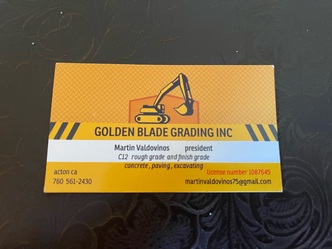 GOLDEN BLADE GRADING INC
Martin Valdovinos president
C12 rough grade and finish grade
concrete, paving, excavating
acton ca license number 1087545
760 561-2430 martinvaldovinos75@gmail.com